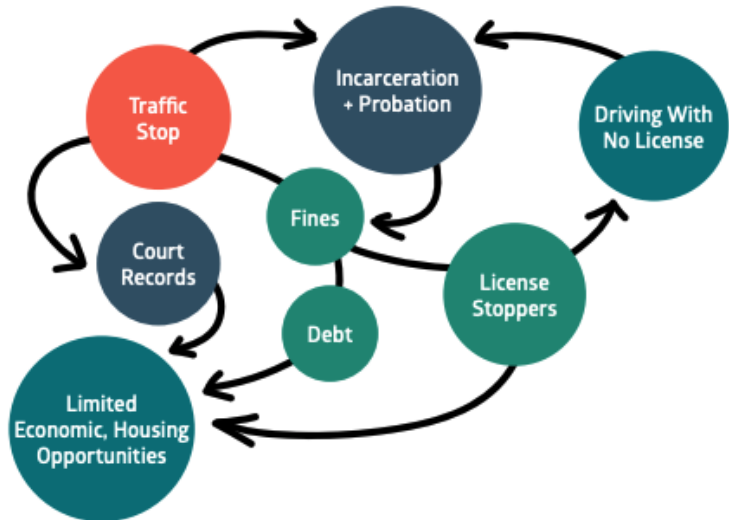 Traffic
Stop
Incarceration
+ Probation
Driving With
No License
Fines
Court
Records
License
Stoppers
Debt
Limited
Economic, Housing
Opportunities